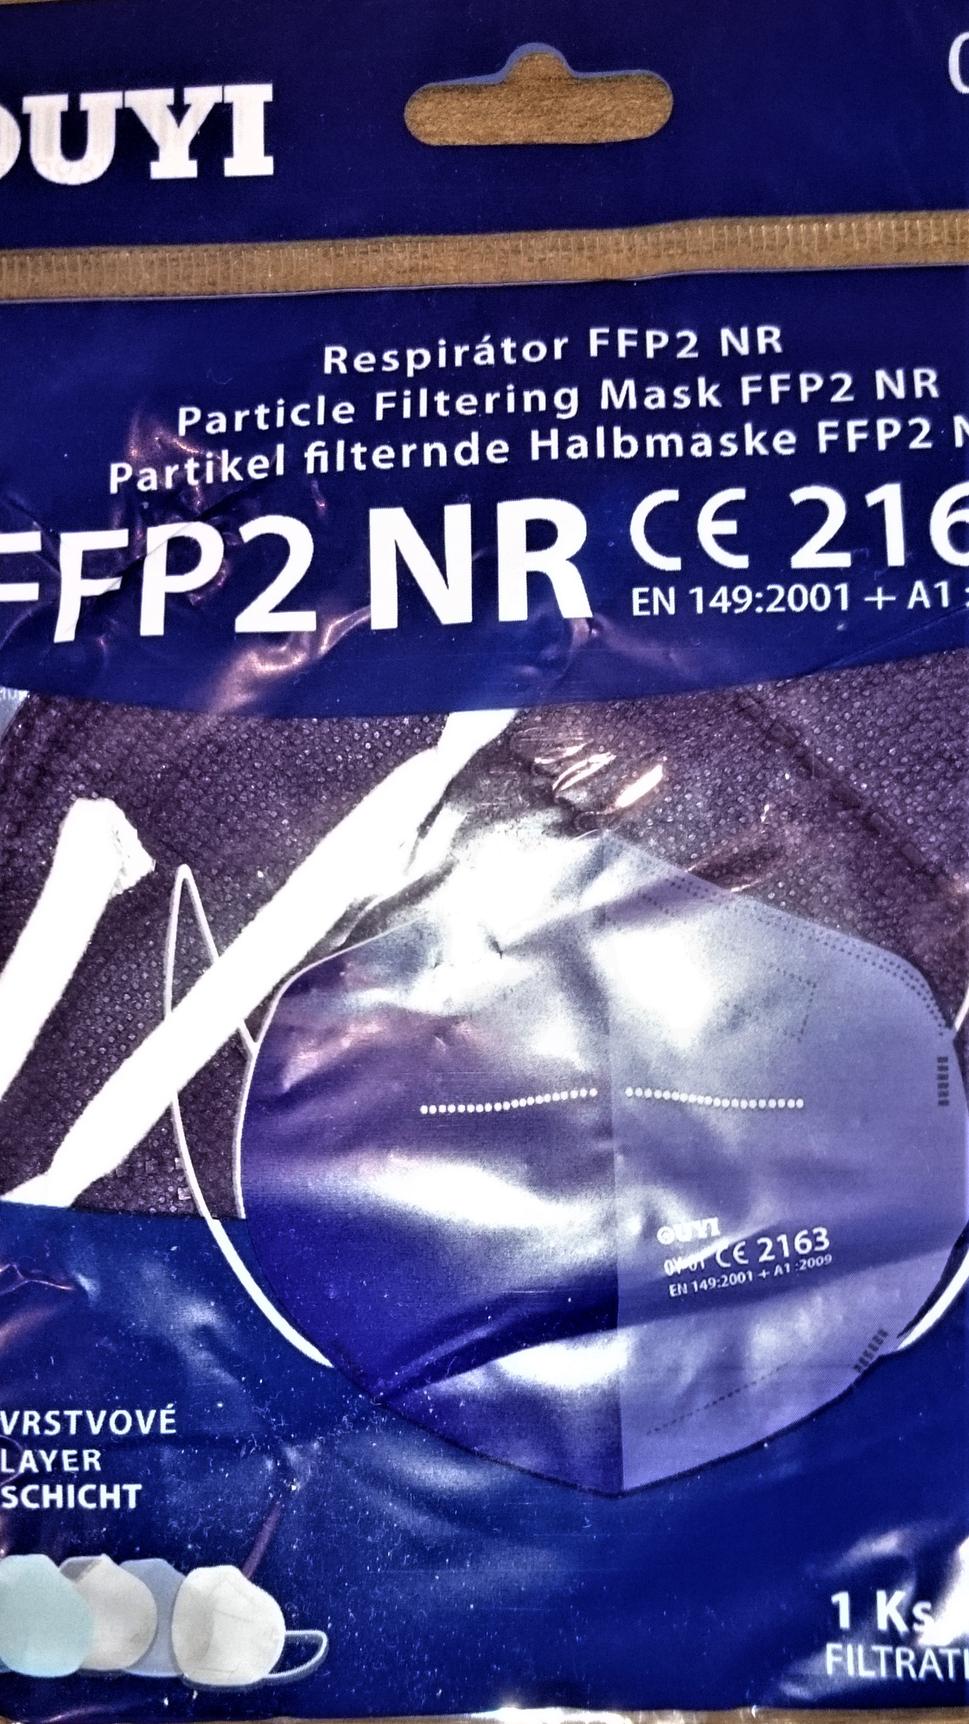 OUYI
Respirátor FFP2 NR
Particle Filtering Mask FFP2 NR
Partikel filternde Halbmaske FFP2 N
FFP2 NR CE 216
EN 149:2001 + A1 :
OUYI
CE 2163
EN 149:2001 + A1 :2009
VRSTVOVÉ
LAYER
SCHICHT
1 Ks
FILTRAT